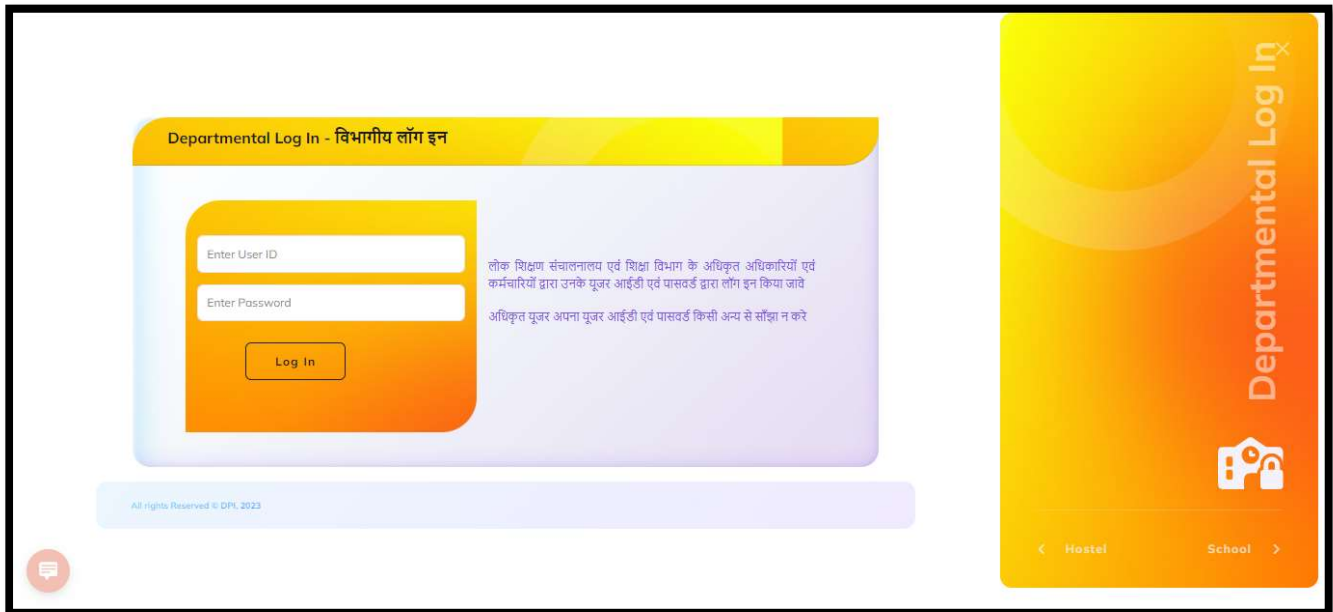 Departmental Log In - विभागीय लॉग इन
Enter User ID
Enter Password
Log In
लोक शिक्षण संचालनालय एवं शिक्षा विभाग के अधिकृत अधिकारियों एवं
कर्मचारियों द्वारा उनके यूजर आईडी एवं पासवर्ड द्वारा लॉग इन किया जावे
अधिकृत यूजर अपना यूजर आईडी एवं पासवर्ड किसी अन्य से साँझा न करे
All rights Reserved © DPI, 2023
Departmental Log In
Hostel
School